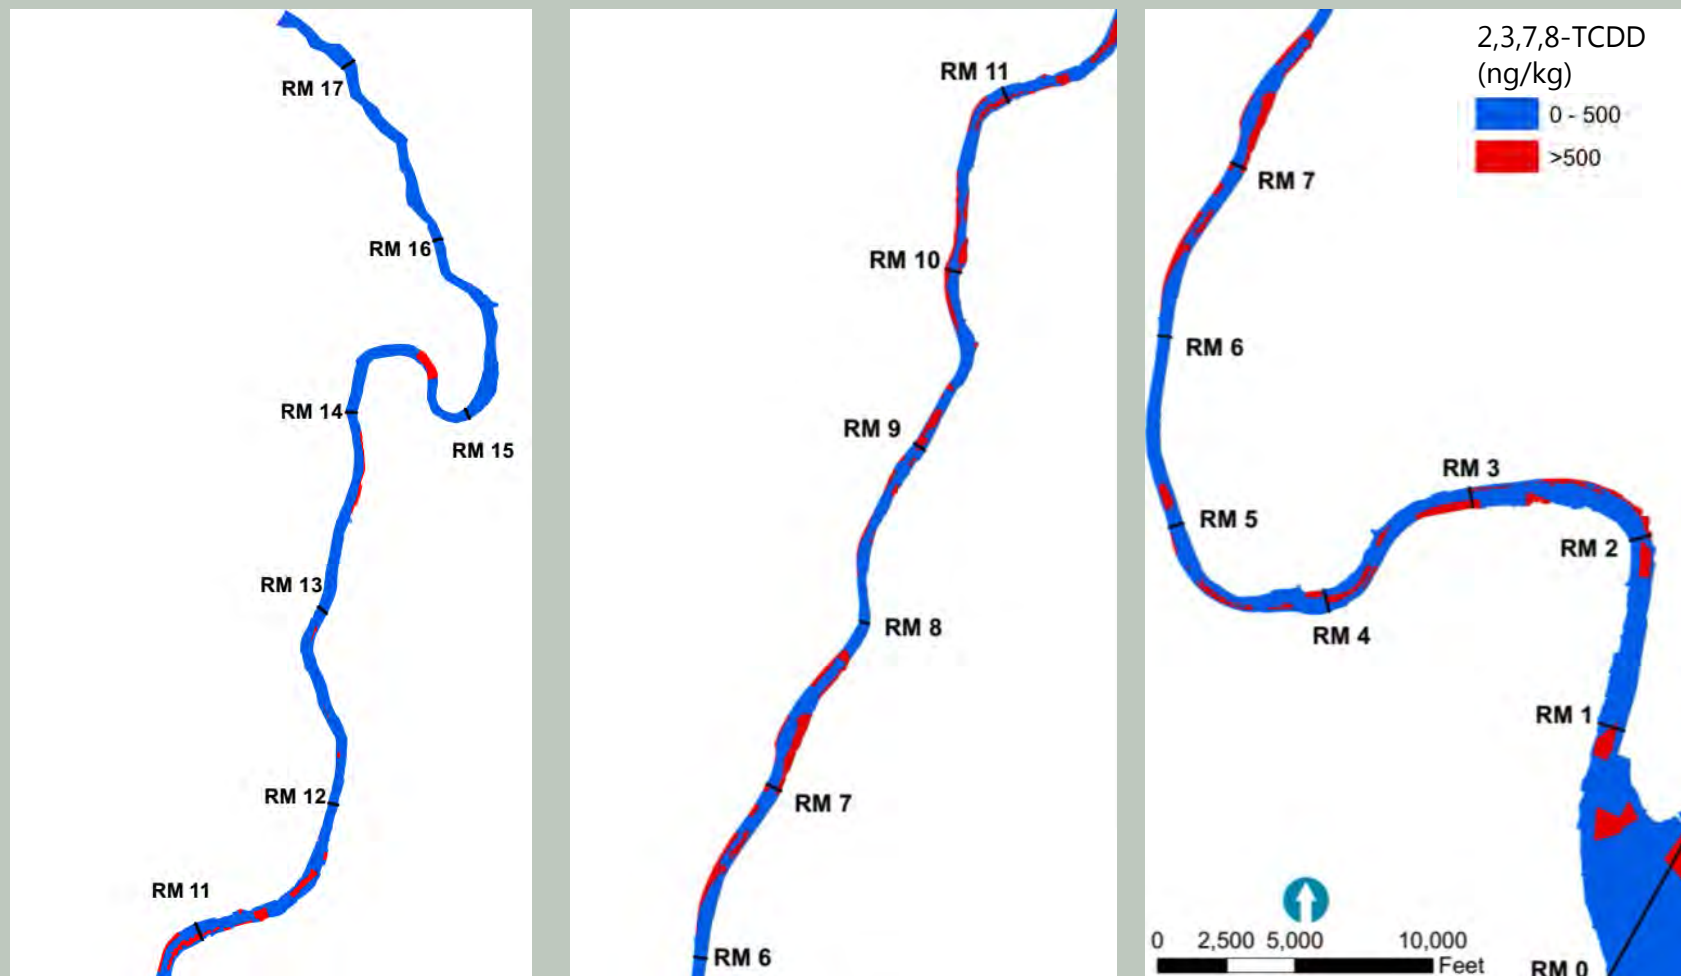 RM 17
RM 16
RM 14
RM 15
RM 13
RM 12
RM 11
RM 11
RM 10
RM 9
RM 8
RM 7
RM 6
2,3,7,8-TCDD
(ng/kg)
0 - 500
>500
RM 7
RM 6
RM 3
RM 5
RM 2
RM 4
RM 1
0 2,500 5,000 10,000
Feet
RM 0